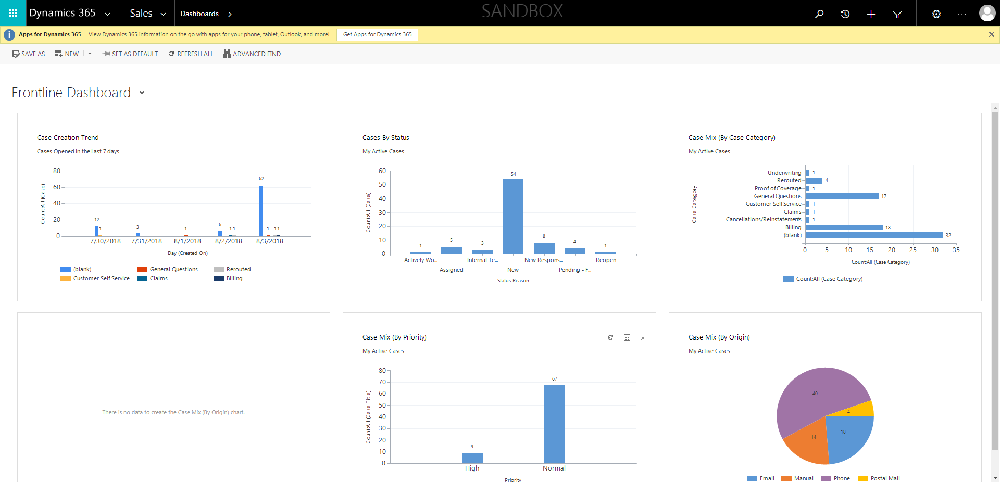 Dynamics 365 Sales Dashboards SANDBOX
Apps for Dynamics 365 View Dynamics 365 information on the go with apps for your phone, tablet, Outlook, and more! Get Apps for Dynamics 365
SAVE AS NEW SET AS DEFAULT REFRESH ALL ADVANCED FIND
Frontline Dashboard
Case Creation Trend
Cases Opened in the Last 7 days
Count:All (Case)
80
60
40
20
0
12
1
3
1
6
1 1
62
1
1 1
7/30/2018 7/31/2018 8/1/2018 8/2/2018 8/3/2018
Day (Created On)
(blank) General Questions Rerouted
Customer Self Service Claims Billing
Cases By Status
My Active Cases
Count:All (Case)
60
50
40
30
20
10
0
1
5
3
54
8
4
1
Actively Wo... Internal Te... New Respons... Reopen
Assigned New Pending - F...
Status Reason
Case Mix (By Case Category)
My Active Cases
Case Category
Underwriting 1
Rerouted 4
Proof of Coverage 1
General Questions 17
Customer Self Service 1
Claims 1
Cancellations/Reinstatements 1
Billing 18
(blank) 32
0 5 10 15 20 25 30 35
Count:All (Case Category)
Count:All (Case Category)
There is no data to create the Case Mix (By Origin) chart.
Case Mix (By Priority)
My Active Cases
Count:All (Case Title)
80
70
60
50
40
30
20
10
0
9
67
High Normal
Priority
Case Mix (By Origin)
My Active Cases
40
4
18
14
Email Manual Phone Postal Mail